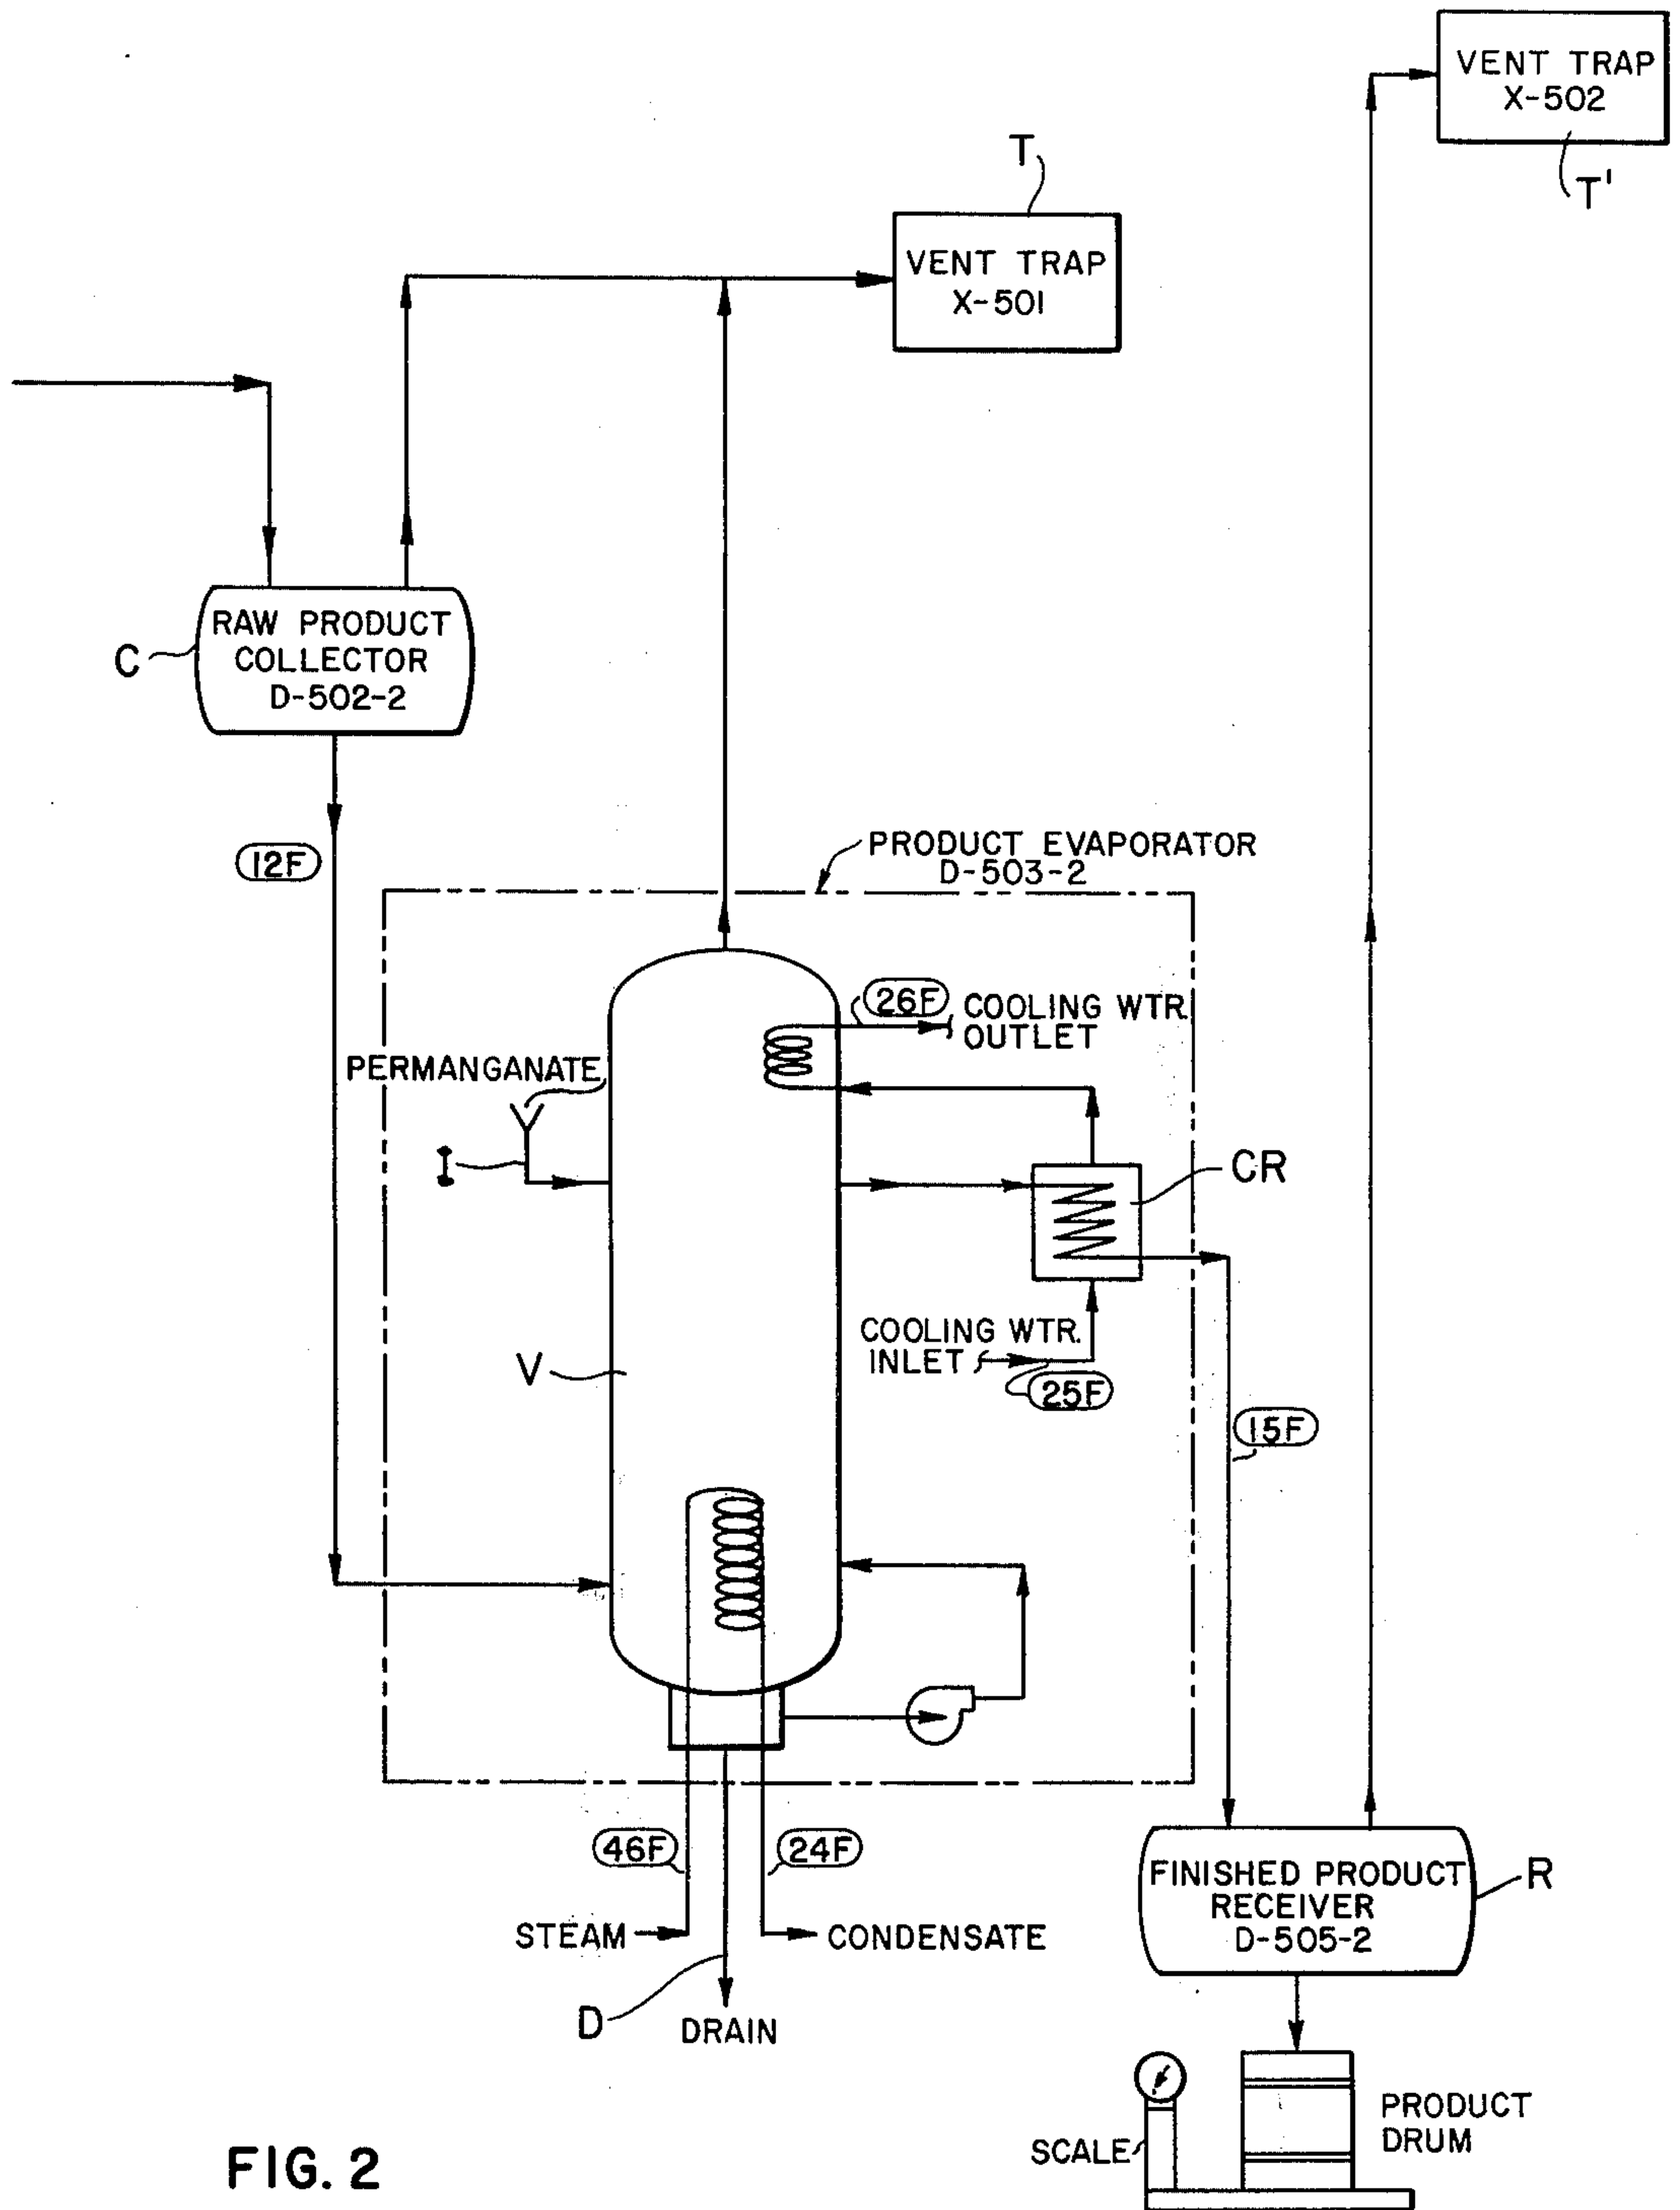 VENT TRAP
X-502
T'
T
VENT TRAP
X-501
RAW PRODUCT
COLLECTOR
D-502-2
C
12F
PRODUCT EVAPORATOR
D-503-2
26F
COOLING WTR.
OUTLET
PERMANGANATE
I
CR
COOLING WTR.
INLET
25F
V
15F
46F
24F
STEAM
CONDENSATE
D
DRAIN
FINISHED PRODUCT
RECEIVER
D-505-2
R
SCALE
PRODUCT
DRUM
FIG. 2